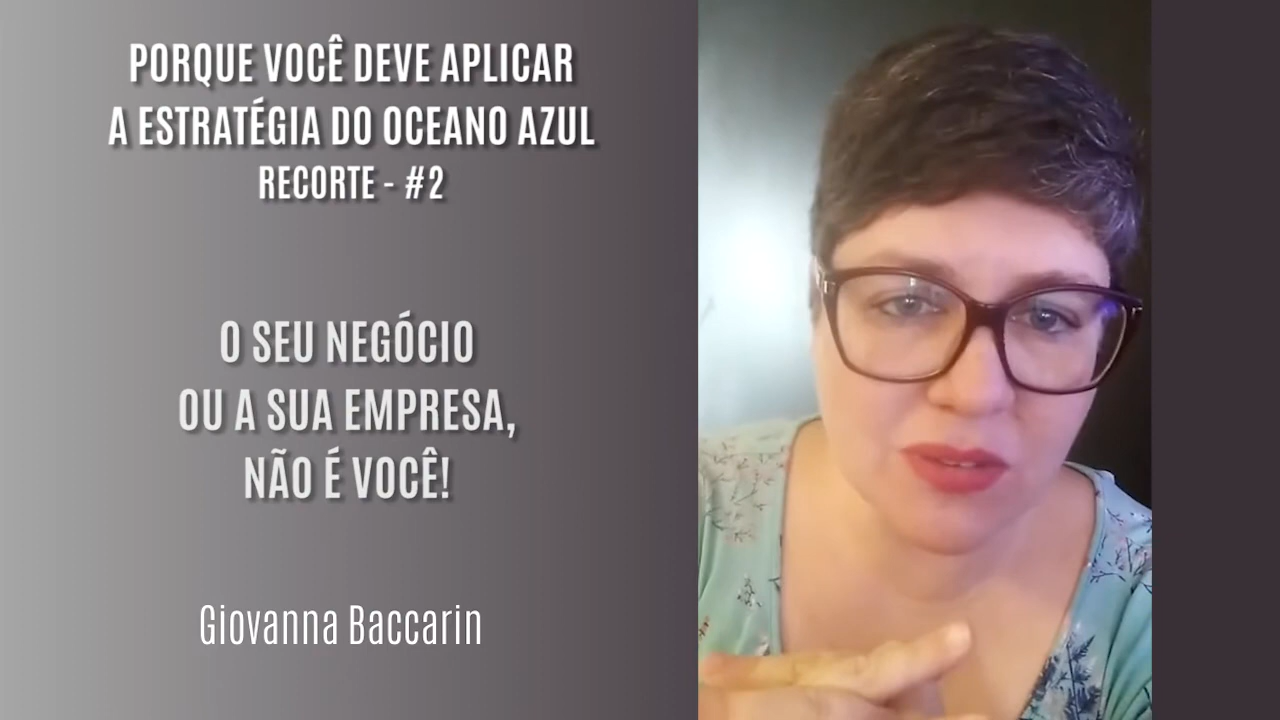 PORQUE VOCÊ DEVE APLICAR
A ESTRATÉGIA DO OCEANO AZUL
RECORTE - #2
O SEU NEGÓCIO
OU A SUA EMPRESA,
NÃO É VOCÊ!
Giovanna Baccarin